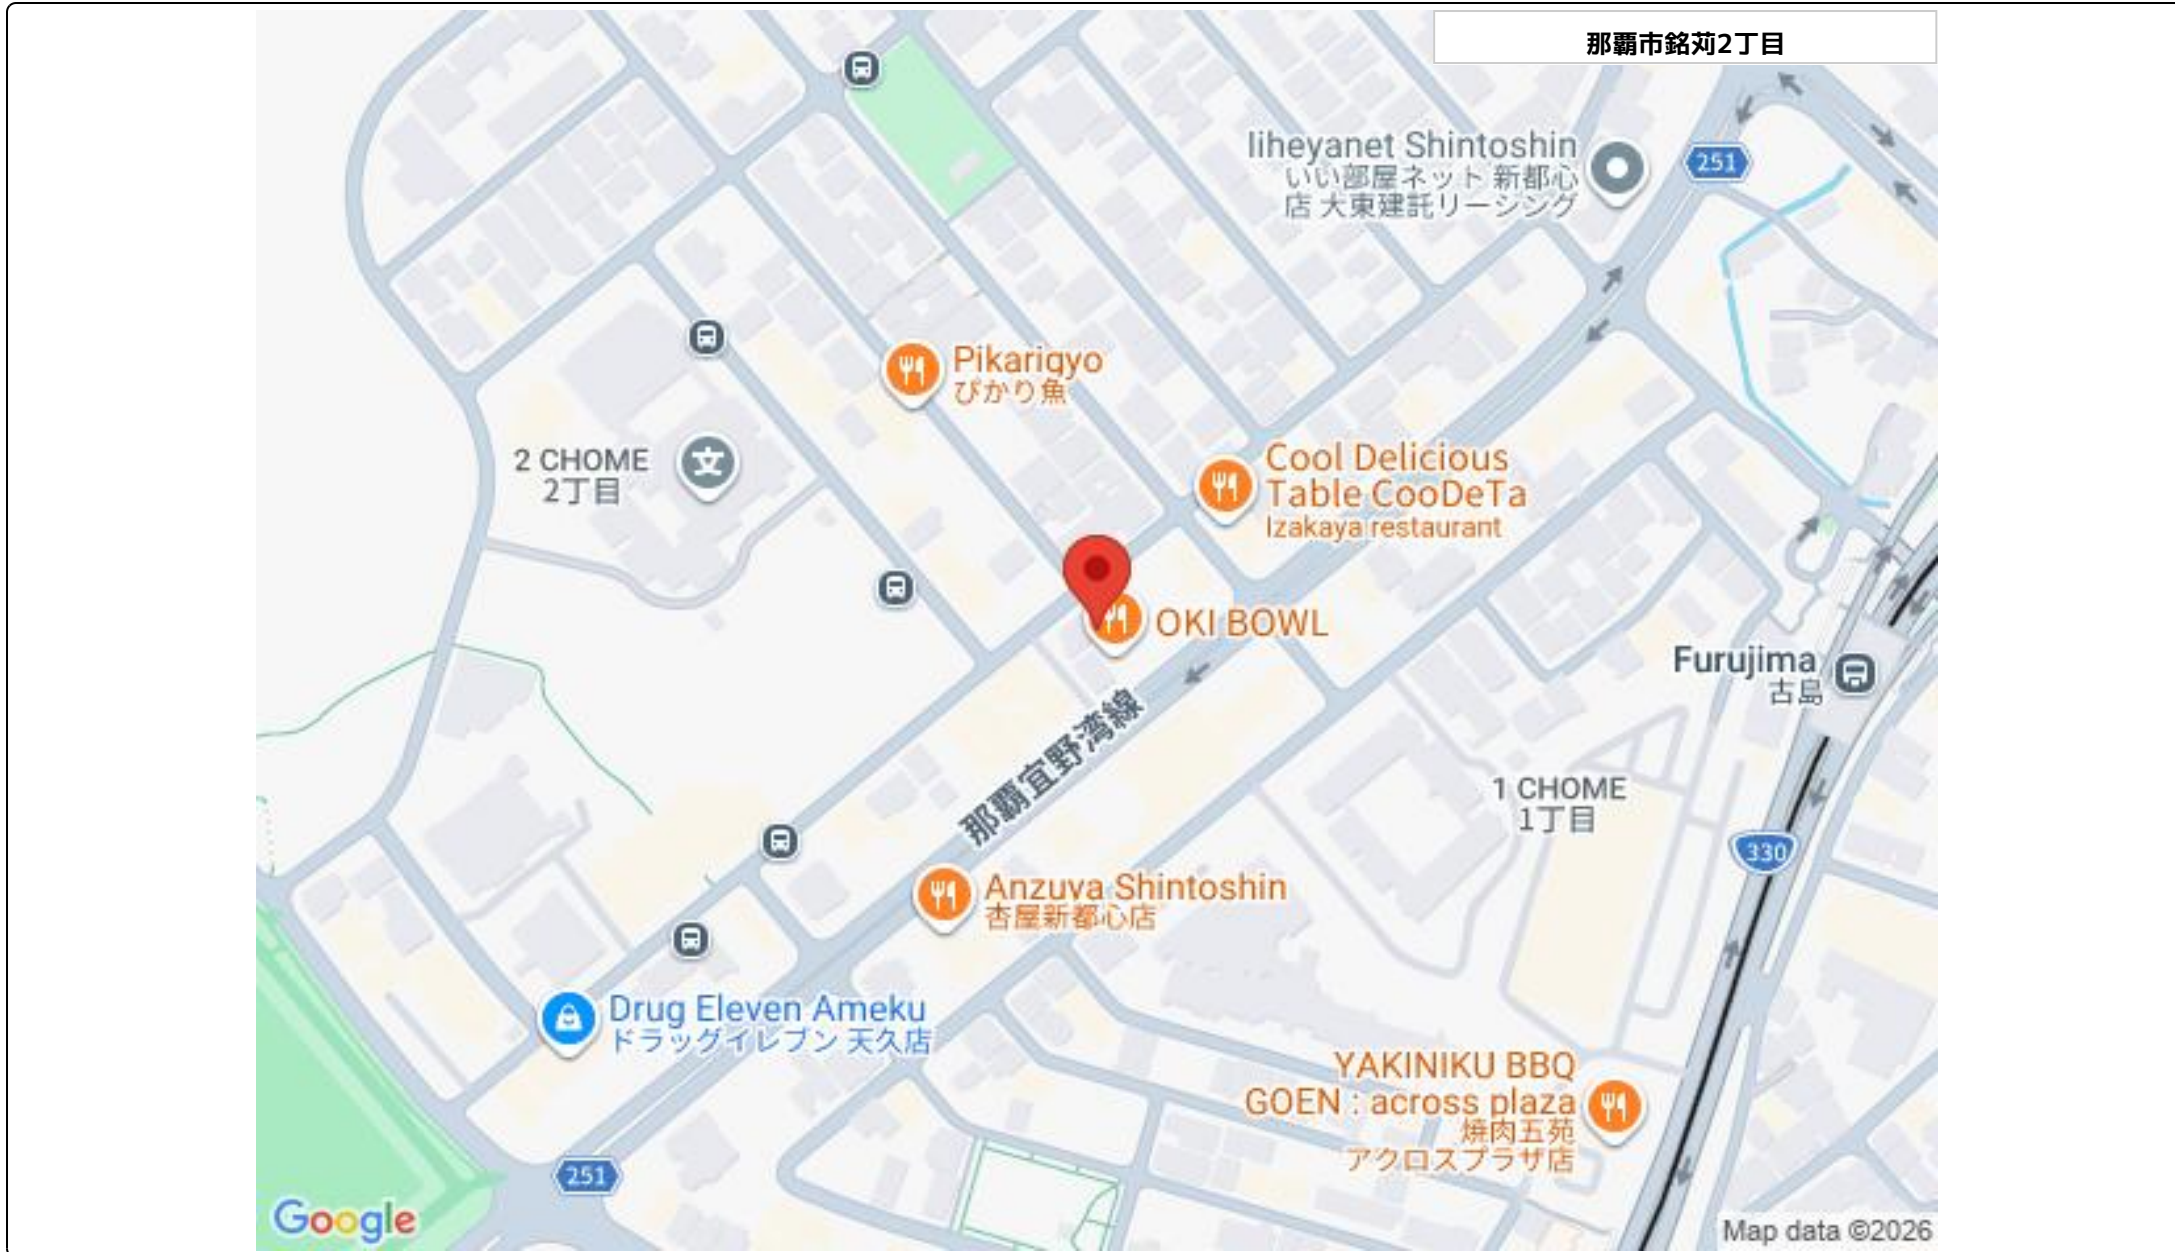 那覇市銘苅2丁目
Iiheyanet Shintoshin
いい部屋ネット 新都心
店 大東建託リーシング
251
Pikarigyo
ぴかり魚
2 CHOME
2丁目
文
Cool Delicious
Table CooDeTa
Izakaya restaurant
OKI BOWL
Furujima
古島
那覇宜野湾線
1 CHOME
1丁目
330
Anzuya Shintoshin
杏屋新都心店
Drug Eleven Ameku
ドラッグイレブン 天久店
YAKINIKU BBQ
GOEN : across plaza
焼肉五苑
アクロスプラザ店
251
Google
Map data ©2026